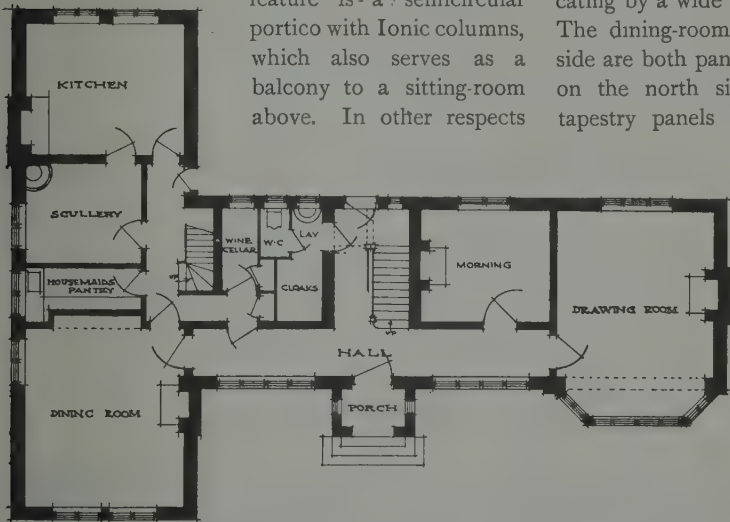 feature is a semicircular
portico with Ionic columns,
which also serves as a
balcony to a sitting-room
above. In other respects
cating by a wide
The dining-room
side are both pan
on the north si
tapestry panels
KITCHEN
SCULLERY
HOUSEMAIDS
PANTRY
WINE
CELLAR
W·C
LAV
CLOAKS
MORNING
DRAWING ROOM
HALL
DINING ROOM
PORCH